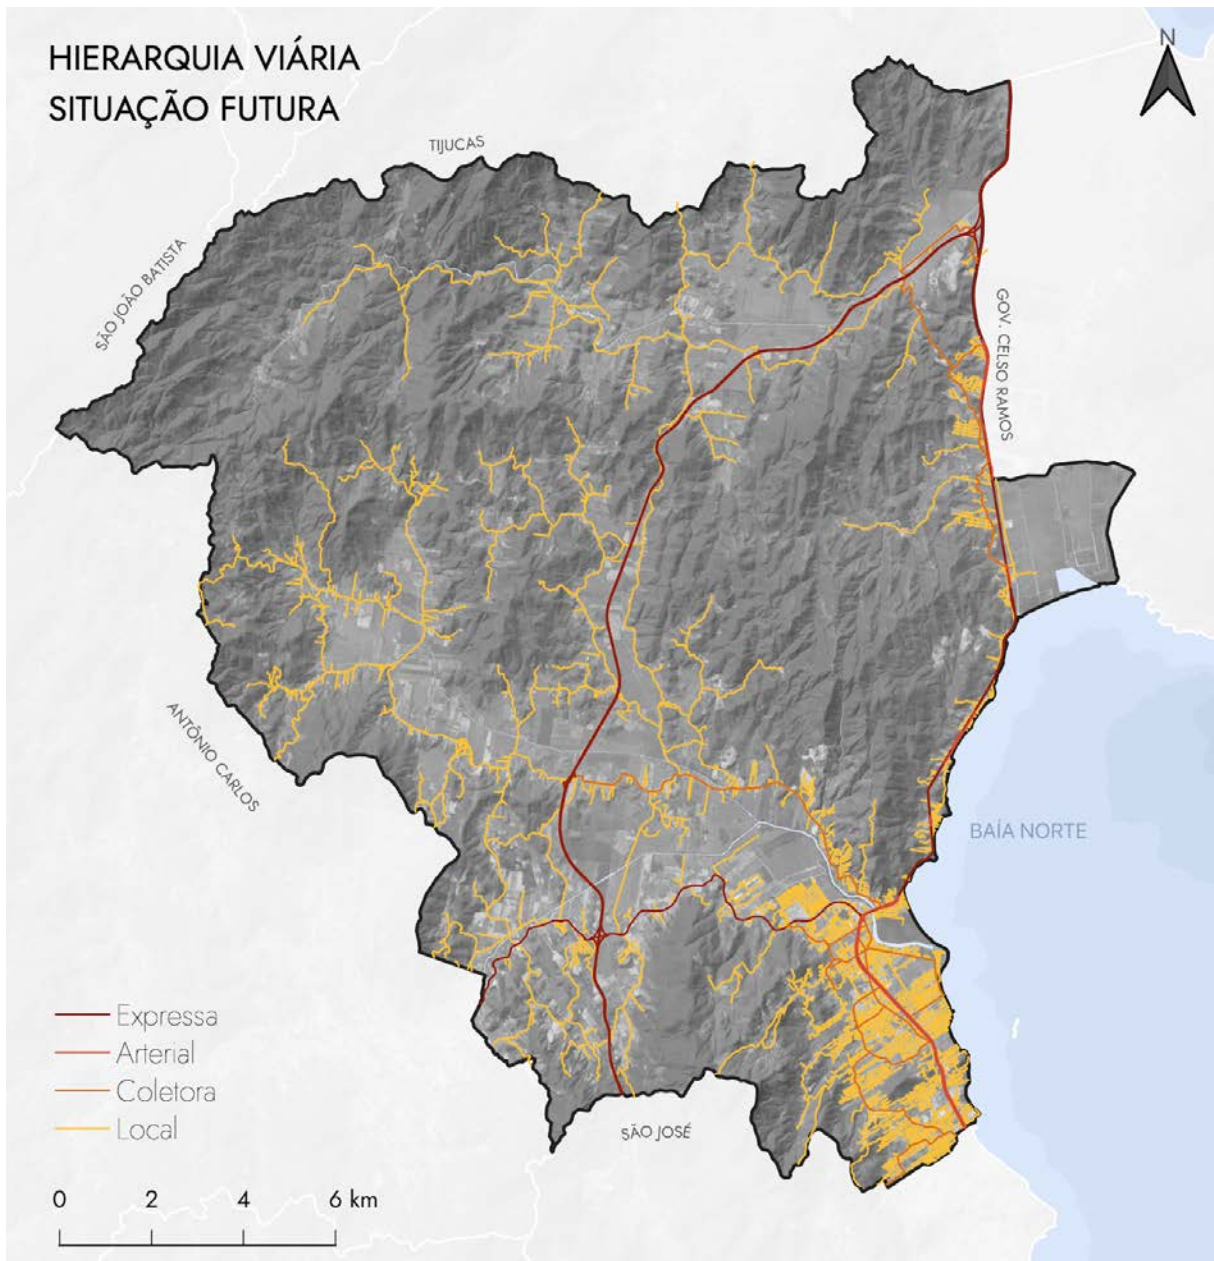 HIERARQUIA VIÁRIA
SITUAÇÃO FUTURA
N
TIJUCAS
SÃO JOÃO BATISTA
GOV. CELSO RAMOS
ANTÔNIO CARLOS
BAÍA NORTE
Expressa
Arterial
Coletora
Local
SÃO JOSÉ
0 2 4 6 km